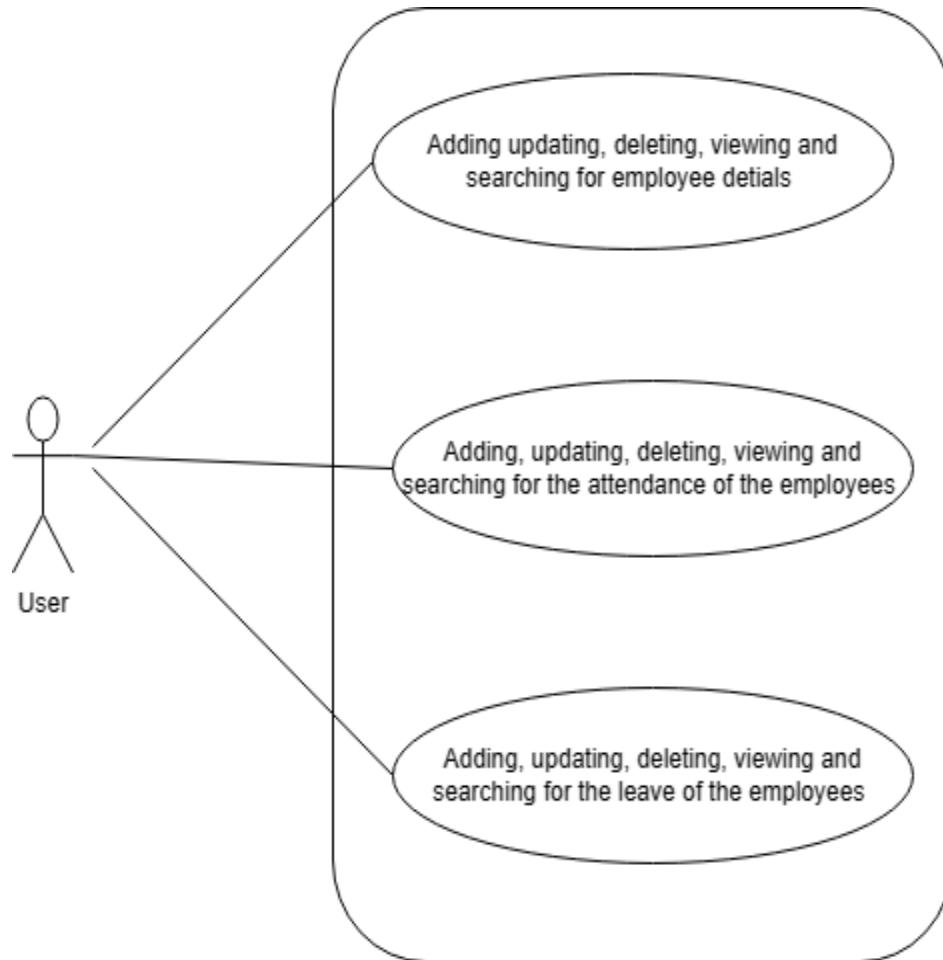 Adding updating, deleting, viewing and
searching for employee detials
Adding, updating, deleting, viewing and
searching for the attendance of the employees
User
Adding, updating, deleting, viewing and
searching for the leave of the employees